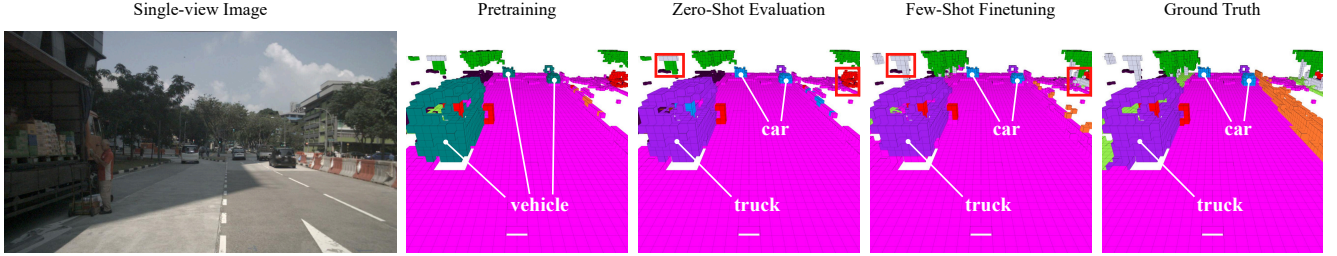 Single-view Image
Pretraining
Zero-Shot Evaluation
Few-Shot Finetuning
Ground Truth
vehicle
car
truck
car
truck
car
truck